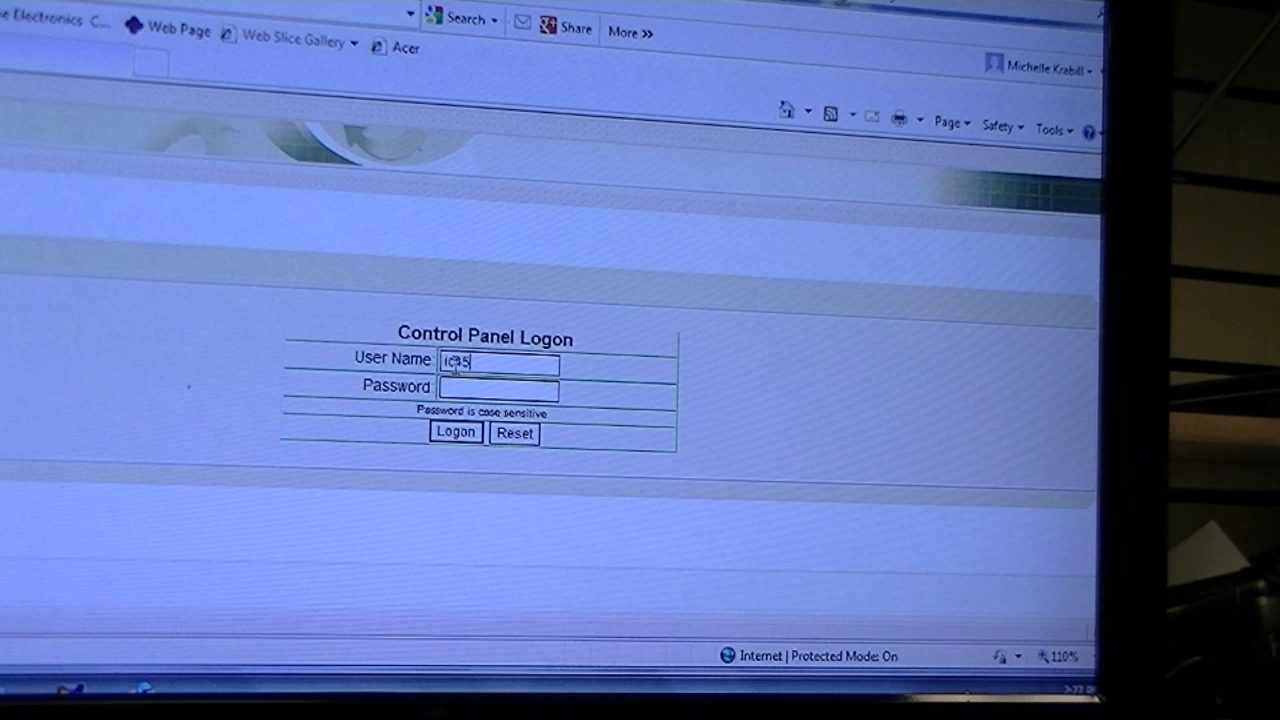 Electronics C...
Web Page
Web Slice Gallery
Acer
Search
Share
More >>
Michelle Krabill
Page
Safety
Tools
Control Panel Logon
User Name
Password
Password is case sensitive
Logon Reset
Internet | Protected Mode: On
110%